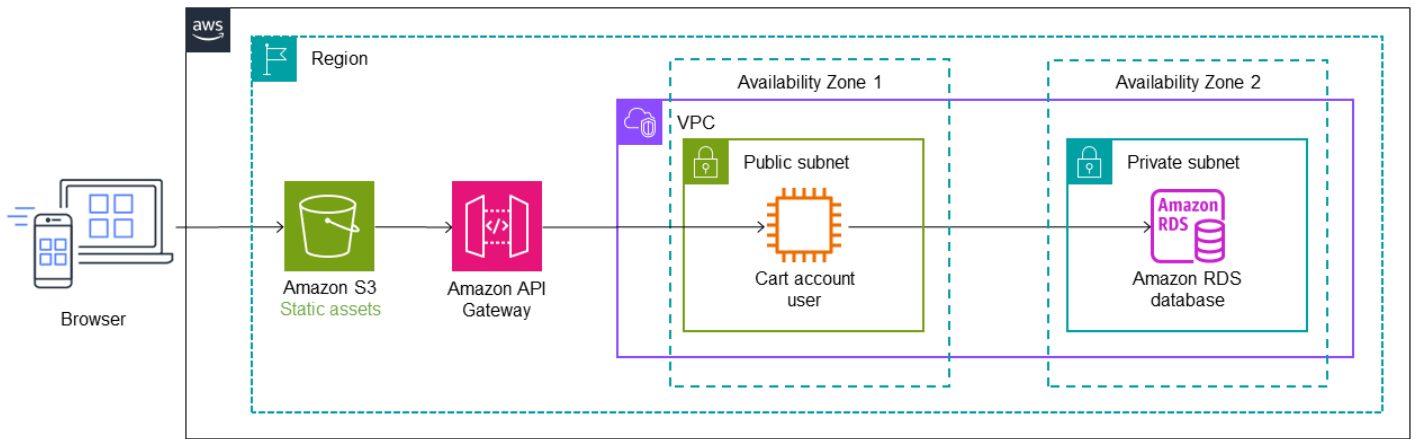 aws
Region
Availability Zone 1
Availability Zone 2
VPC
Public subnet
Private subnet
Amazon
RDS
</>
Amazon S3
Static assets
Amazon API
Gateway
Cart account
user
Amazon RDS
database
Browser